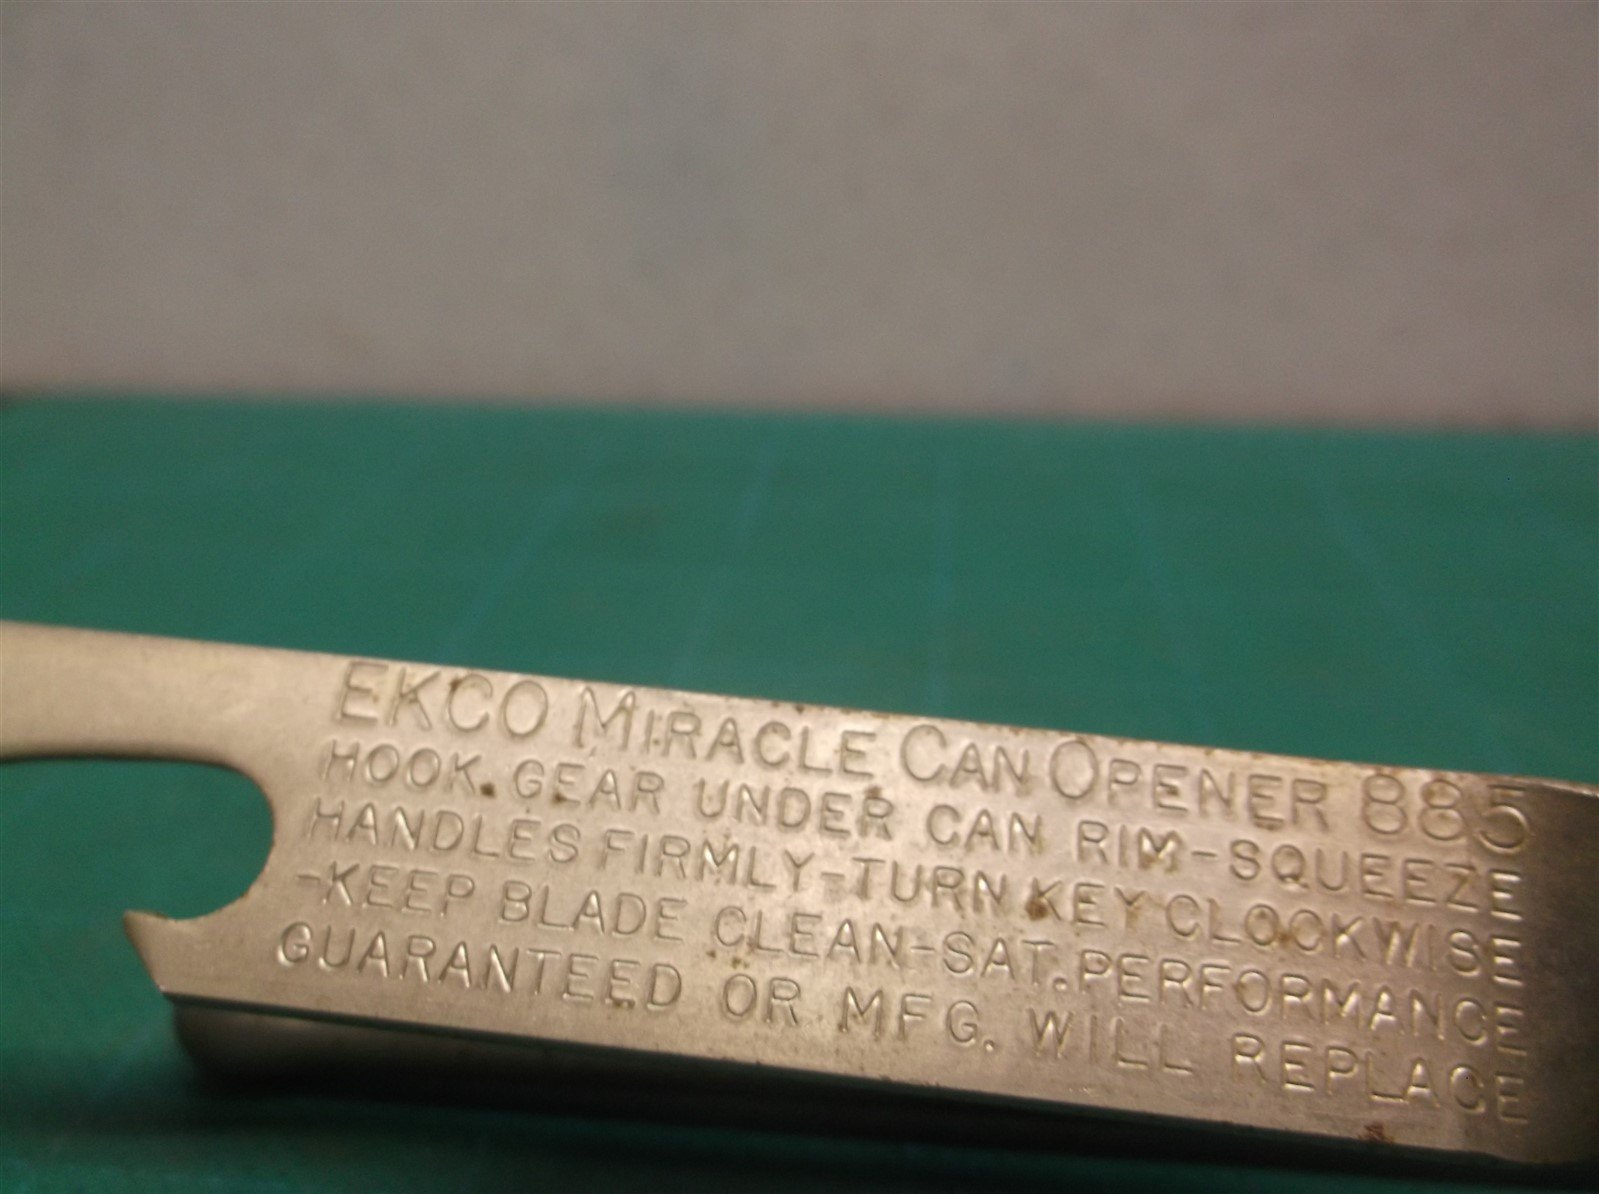 EKCO MIRACLE CAN OPENER 885
HOOK GEAR UNDER CAN RIM-SQUEEZE
HANDLES FIRMLY-TURN KEY CLOCKWISE
-KEEP BLADE CLEAN-SAT. PERFORMANCE
GUARANTEED OR MFG. WILL REPLACE